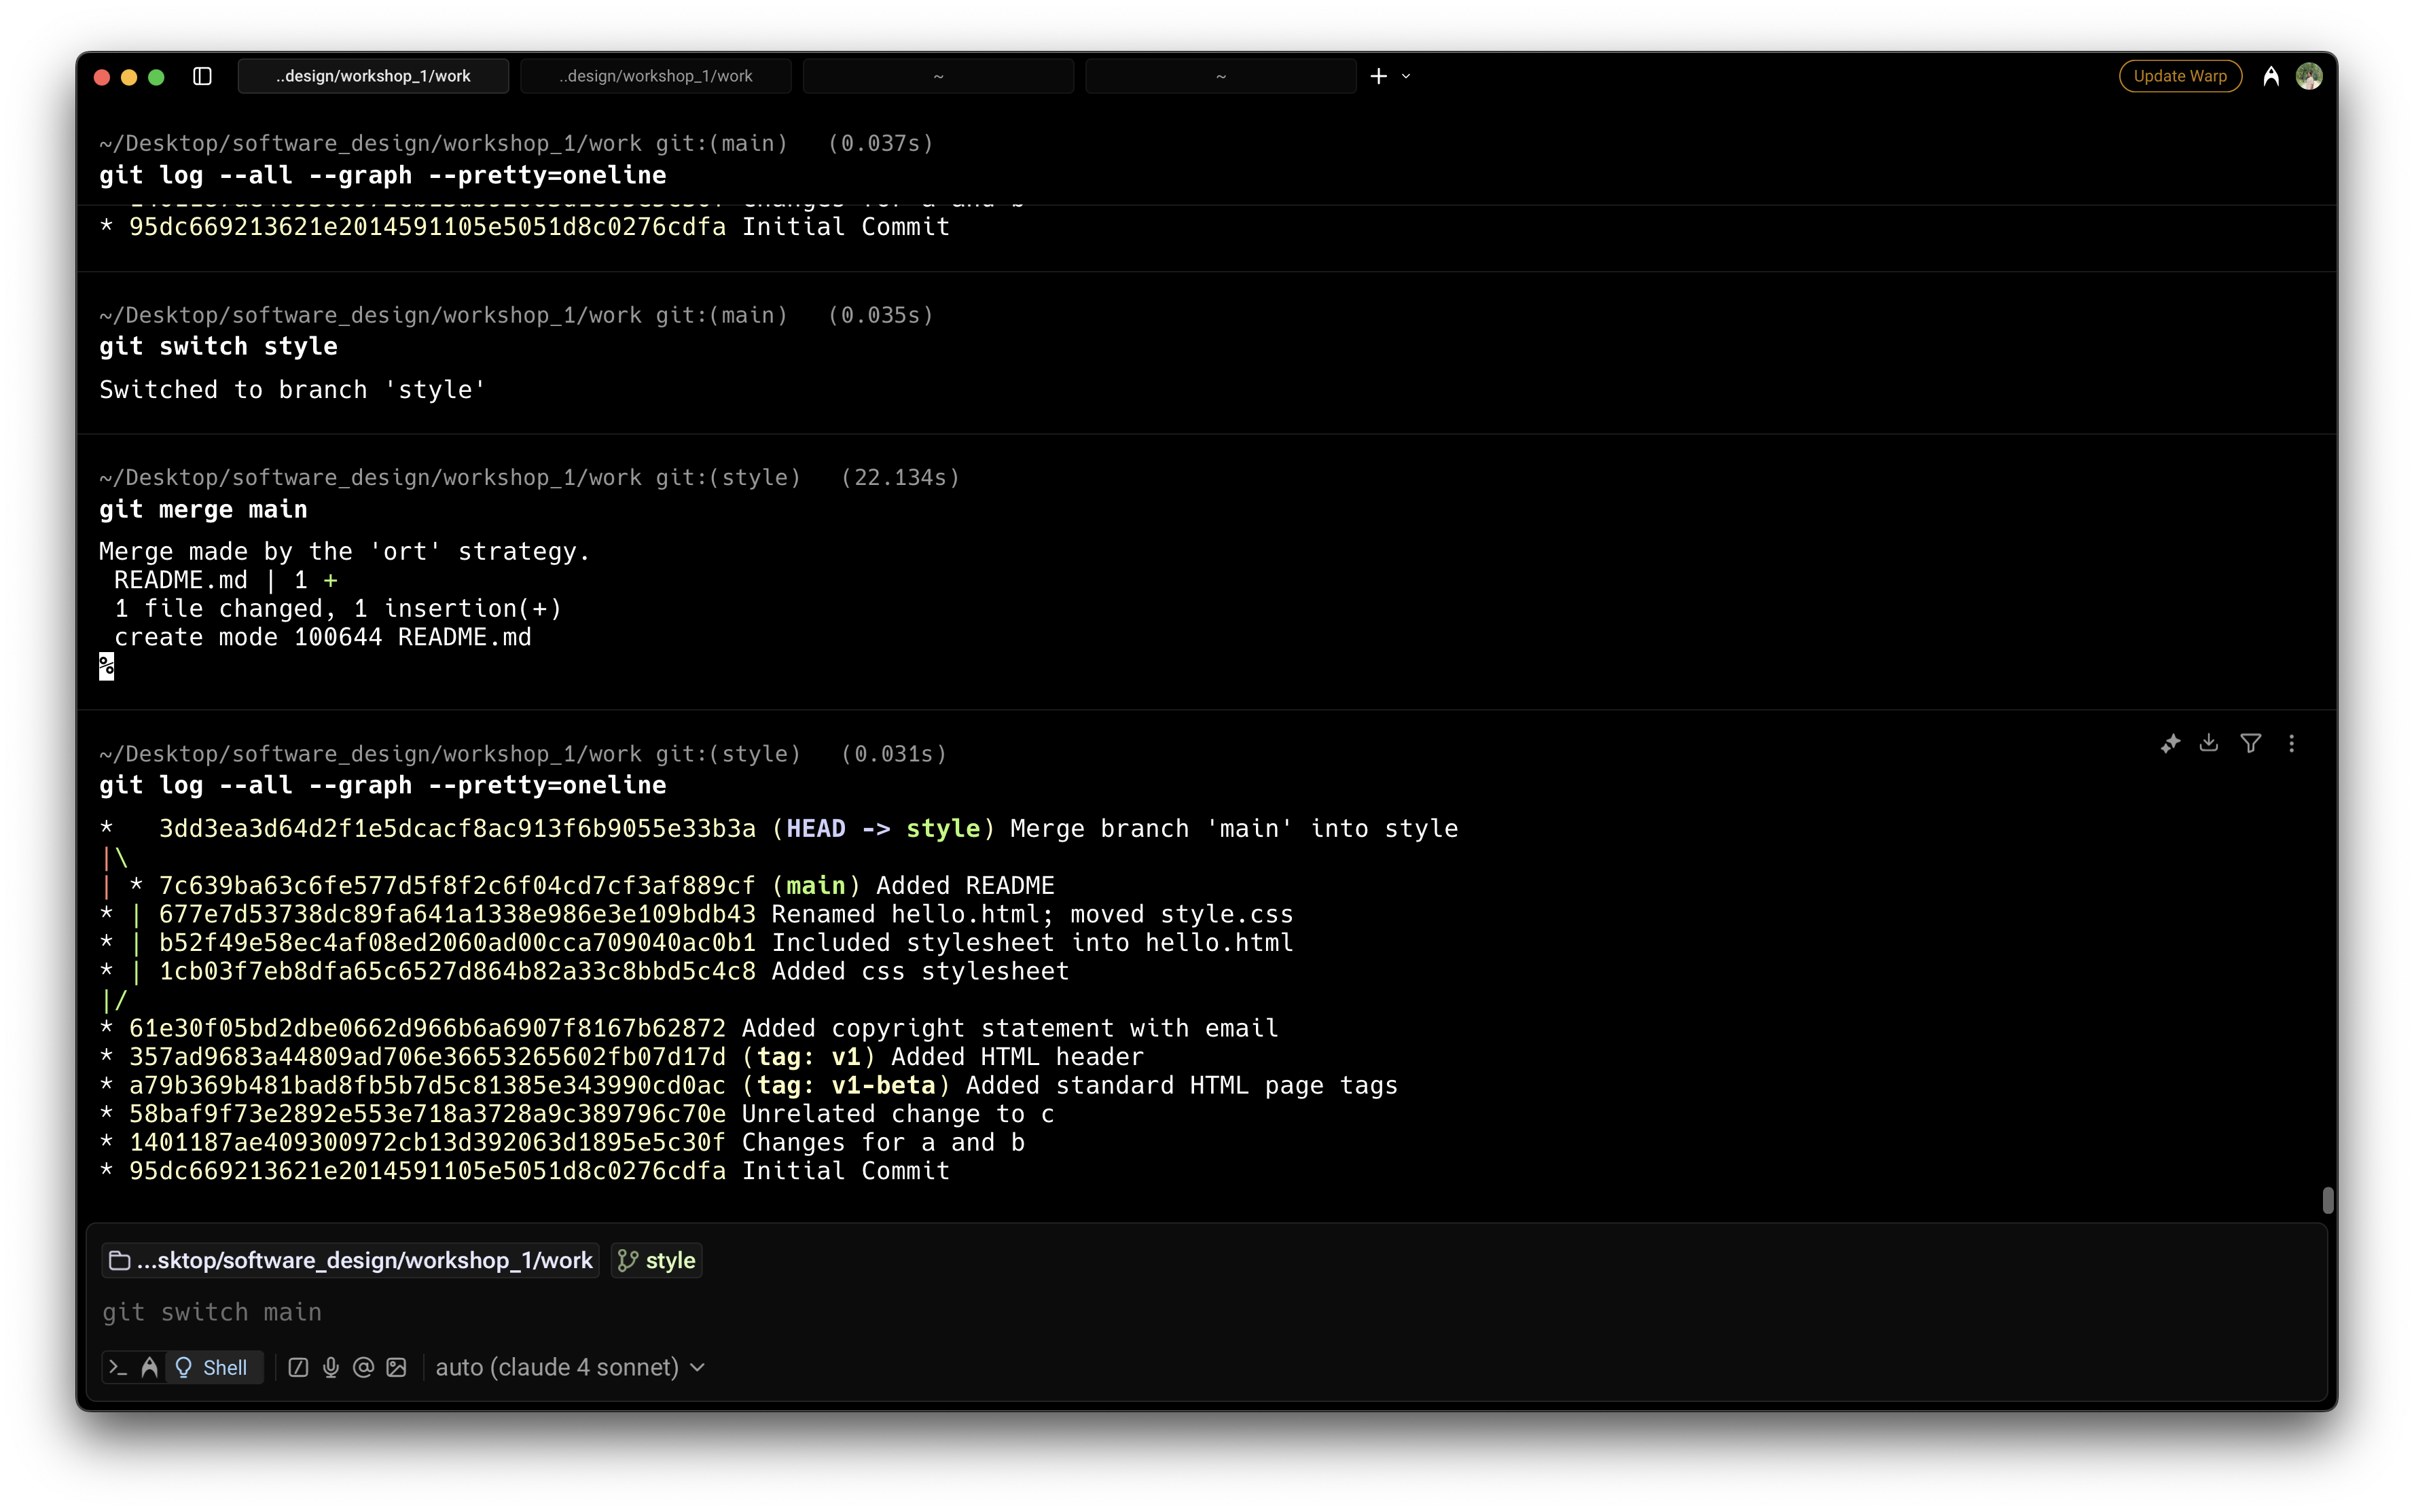 ..design/workshop_1/work
..design/workshop_1/work
~
~
Update Warp
~/Desktop/software_design/workshop_1/work git:(main) (0.037s)
git log --all --graph --pretty=oneline
* 95dc669213621e2014591105e5051d8c0276cdfa Initial Commit
~/Desktop/software_design/workshop_1/work git:(main) (0.035s)
git switch style
Switched to branch 'style'
~/Desktop/software_design/workshop_1/work git:(style) (22.134s)
git merge main
Merge made by the 'ort' strategy.
README.md | 1 +
1 file changed, 1 insertion(+)
create mode 100644 README.md
%
~/Desktop/software_design/workshop_1/work git:(style) (0.031s)
git log --all --graph --pretty=oneline
*   3dd3ea3d64d2f1e5dcacf8ac913f6b9055e33b3a (HEAD -> style) Merge branch 'main' into style
|\
| * 7c639ba63c6fe577d5f8f2c6f04cd7cf3af889cf (main) Added README
* | 677e7d53738dc89fa641a1338e986e3e109bdb43 Renamed hello.html; moved style.css
* | b52f49e58ec4af08ed2060ad00cca709040ac0b1 Included stylesheet into hello.html
* | 1cb03f7eb8dfa65c6527d864b82a33c8bbd5c4c8 Added css stylesheet
|/
* 61e30f05bd2dbe0662d966b6a6907f8167b62872 Added copyright statement with email
* 357ad9683a44809ad706e36653265602fb07d17d (tag: v1) Added HTML header
* a79b369b481bad8fb5b7d5c81385e343990cd0ac (tag: v1-beta) Added standard HTML page tags
* 58baf9f73e2892e553e718a3728a9c389796c70e Unrelated change to c
* 1401187ae409300972cb13d392063d1895e5c30f Changes for a and b
* 95dc669213621e2014591105e5051d8c0276cdfa Initial Commit
...sktop/software_design/workshop_1/work
style
git switch main
Shell
auto (claude 4 sonnet)